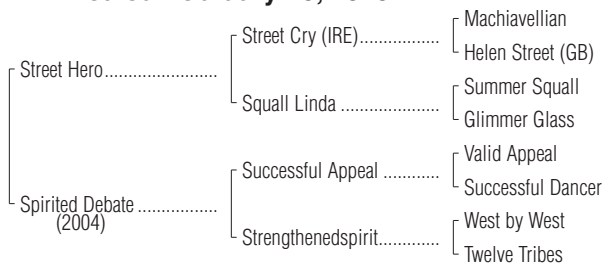 Machiavellian
Street Cry (IRE)....................
Helen Street (GB)
Street Hero...........................
Summer Squall
Squall Linda ........................
Glimmer Glass
Valid Appeal
Successful Appeal .............
Successful Dancer
Spirited Debate ..................
(2004)
West by West
Strengthenedspirit..............
Twelve Tribes